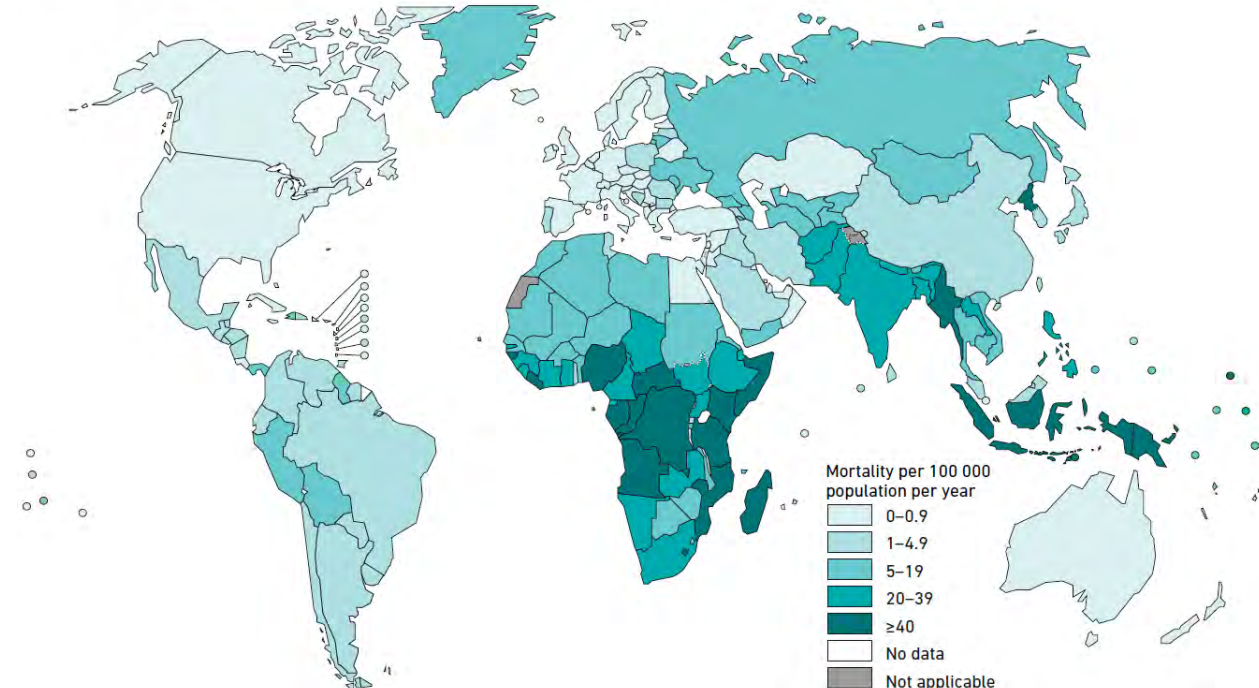 Mortality per 100 000
population per year
0–0.9
1–4.9
5–19
20–39
≥40
No data
Not applicable